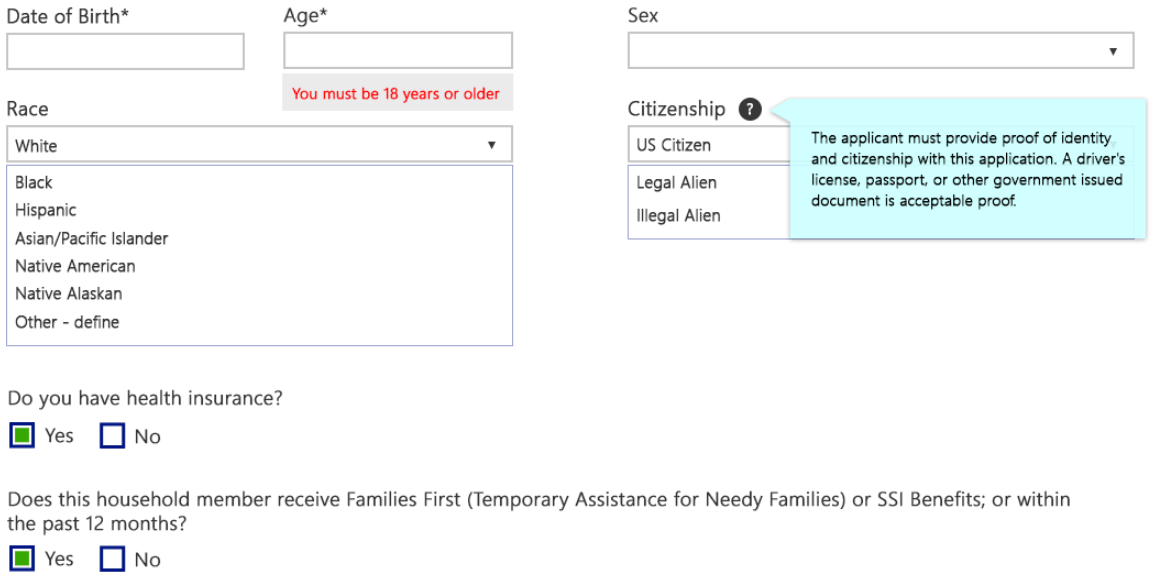 Date of Birth*
Age*
Sex
You must be 18 years or older
Race
White
Black
Hispanic
Asian/Pacific Islander
Native American
Native Alaskan
Other - define
Citizenship ?
US Citizen
Legal Alien
Illegal Alien
The applicant must provide proof of identity
and citizenship with this application. A driver's
license, passport, or other government issued
document is acceptable proof.
Do you have health insurance?
Yes No
Does this household member receive Families First (Temporary Assistance for Needy Families) or SSI Benefits; or within
the past 12 months?
Yes No